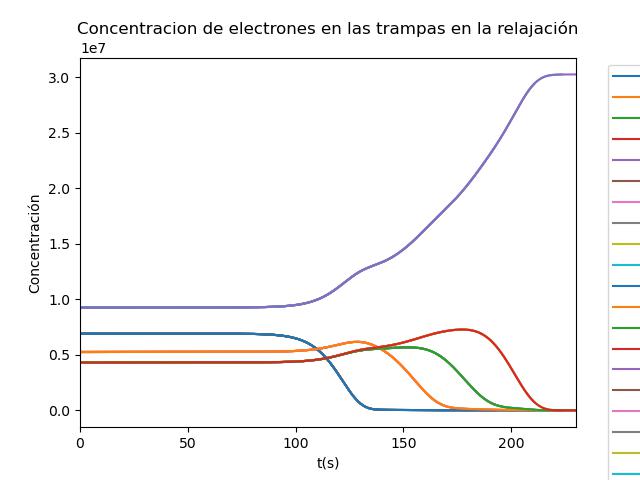 Concentracion de electrones en las trampas en la relajación
1e7
3.0
2.5
2.0
1.5
1.0
0.5
0.0
Concentración
0 50 100 150 200
t(s)